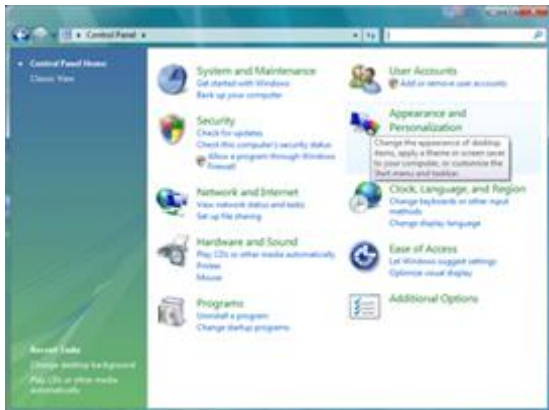 Control Panel
Control Panel Home
Classic View
System and Maintenance
Get started with Windows
Back up your computer
Security
Check for updates
Check this computer's security status
Allow a program through Windows
Firewall
Network and Internet
View network status and tasks
Set up file sharing
Hardware and Sound
Play CDs or other media automatically
Printer
Mouse
Programs
Uninstall a program
Change startup programs
User Accounts
Add or remove user accounts
Appearance and
Personalization
Change the appearance of desktop
items, apply a theme or screen saver
to your computer, or customize the
Start menu and taskbar.
Clock, Language, and Region
Change keyboards or other input
methods
Change display language
Ease of Access
Let Windows suggest settings
Optimize visual display
Additional Options
Recent Tasks
Change desktop background
Play CDs or other media
automatically